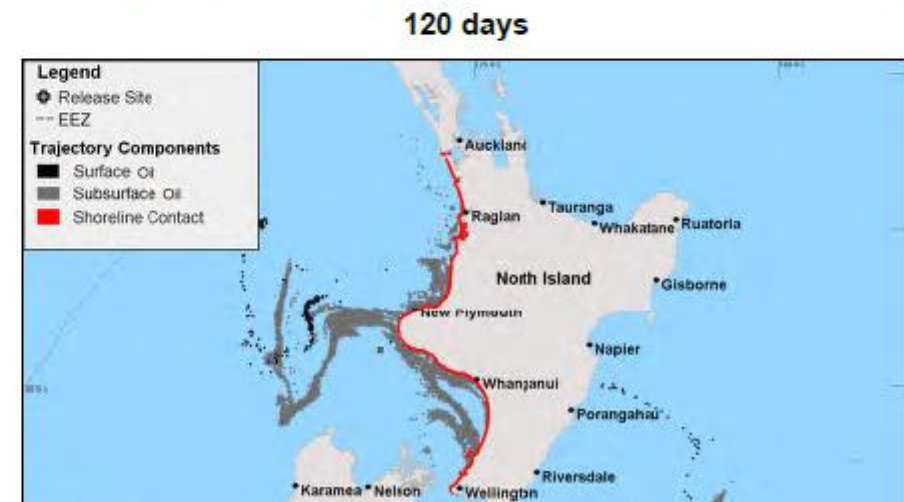 120 days
Legend
Release Site
EEZ
Trajectory Components
Surface Oil
Subsurface Oil
Shoreline Contact
Auckland
Raglan
Tauranga
Whakatane
Ruatoria
North Island
Gisborne
New Plymouth
Napier
Whanganui
Porangahau
Riversdale
Karamea
Nelson
Wellington